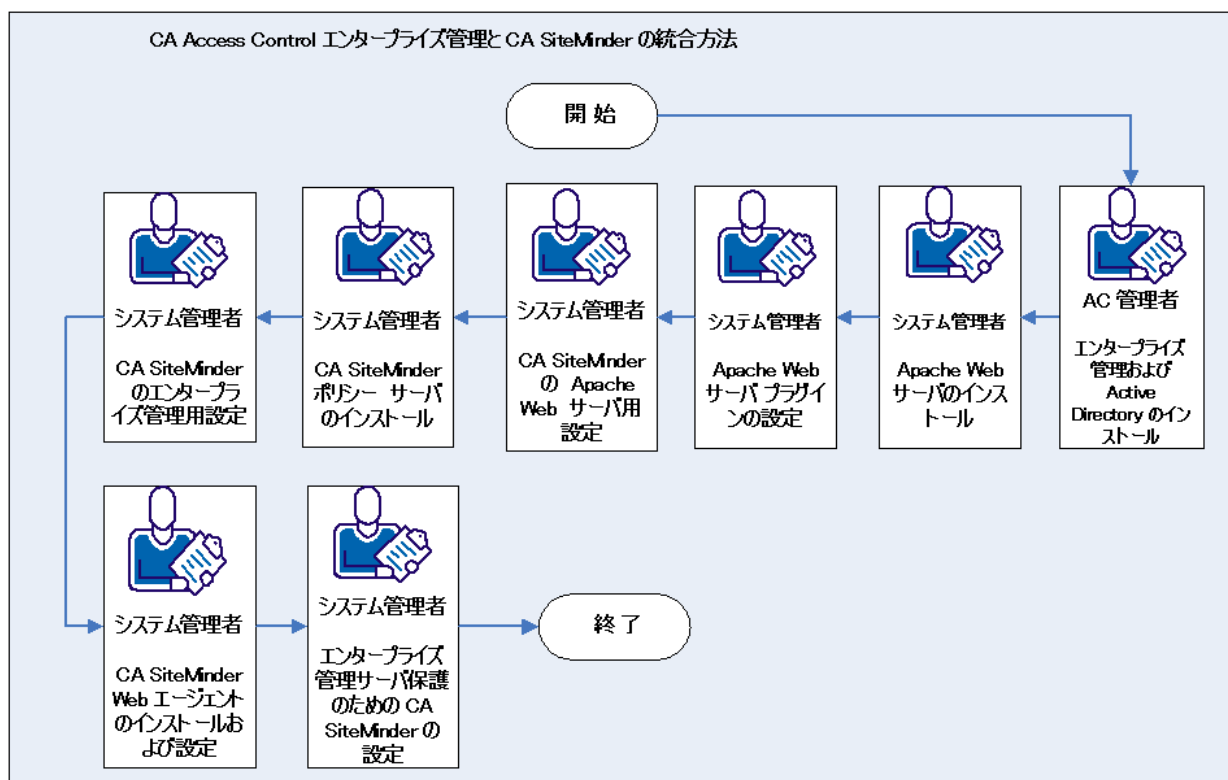 CA Access Control エンタープライズ管理と CA SiteMinder の統合方法
開 始
システム管理者
CA SiteMinder
のエンタープラ
イズ管理用設定
システム管理者
CA SiteMinder
ポリシー サーバ
のインストール
システム管理者
CA SiteMinder
の Apache
Web サーバ用
設定
システム管理者
Apache Web
サーバ プラグイ
ンの設定
システム管理者
Apache Web
サーバのインス
トール
AC 管理者
エンタープライズ
管理および
Active
Directory のイン
ストール
システム管理者
CA SiteMinder
Web エージェント
のインストールお
よび設定
システム管理者
エンタープライズ
管理サーバ保護
のための CA
SiteMinder の
設定
終 了